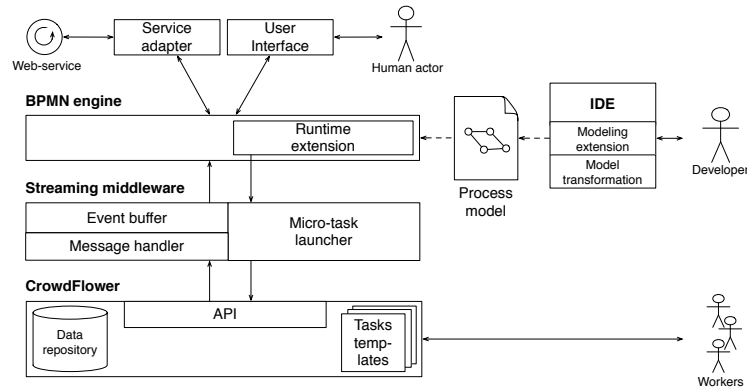 Service
adapter
User
Interface
Web-service
Human actor
BPMN engine
Runtime
extension
IDE
Modeling
extension
Model
transformation
Developer
Process
model
Streaming middleware
Event buffer
Message handler
Micro-task
launcher
CrowdFlower
API
Data
repository
Tasks
temp-
lates
Workers